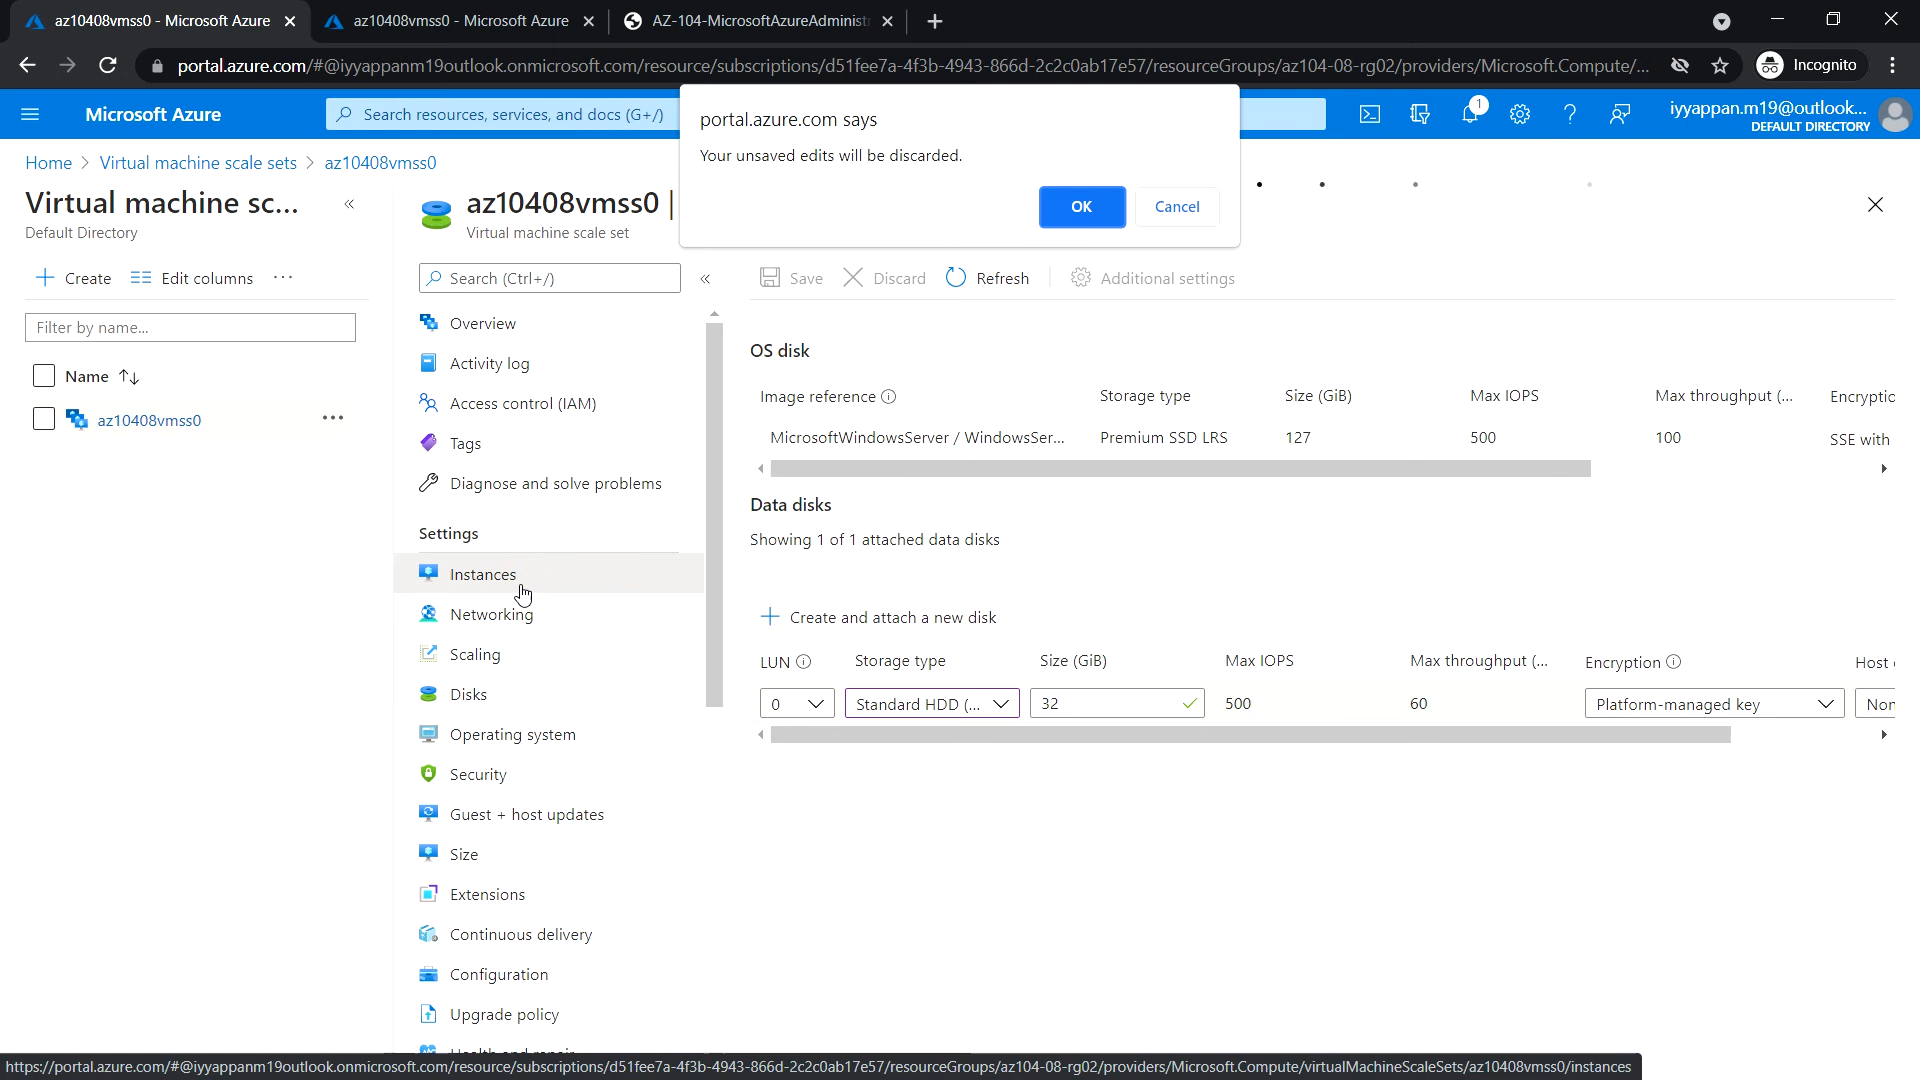 az10408vmss0 - Microsoft Azure
az10408vmss0 - Microsoft Azure
AZ-104-MicrosoftAzureAdminist
portal.azure.com/#@iyyappanm19outlook.onmicrosoft.com/resource/subscriptions/d51fee7a-4f3b-4943-866d-2c2c0ab17e57/resourceGroups/az104-08-rg02/providers/Microsoft.Compute/...
Incognito
Microsoft Azure
Search resources, services, and docs (G+/)
1
iyyappan.m19@outlook...
DEFAULT DIRECTORY
portal.azure.com says
Your unsaved edits will be discarded.
OK
Cancel
Home > Virtual machine scale sets > az10408vmss0
Virtual machine sc...
Default Directory
Create
Edit columns
Filter by name...
Name
az10408vmss0
az10408vmss0 |
Virtual machine scale set
Search (Ctrl+/)
Overview
Activity log
Access control (IAM)
Tags
Diagnose and solve problems
Settings
Instances
Networking
Scaling
Disks
Operating system
Security
Guest + host updates
Size
Extensions
Continuous delivery
Configuration
Upgrade policy
Save
Discard
Refresh
Additional settings
OS disk
Image reference Storage type Size (GiB) Max IOPS Max throughput (... Encryptic
MicrosoftWindowsServer / WindowsSer... Premium SSD LRS 127 500 100 SSE with
Data disks
Showing 1 of 1 attached data disks
Create and attach a new disk
LUN Storage type Size (GiB) Max IOPS Max throughput (... Encryption Host
0 Standard HDD (... 32 500 60 Platform-managed key Non
https://portal.azure.com/#@iyyappanm19outlook.onmicrosoft.com/resource/subscriptions/d51fee7a-4f3b-4943-866d-2c2c0ab17e57/resourceGroups/az104-08-rg02/providers/Microsoft.Compute/virtualMachineScaleSets/az10408vmss0/instances